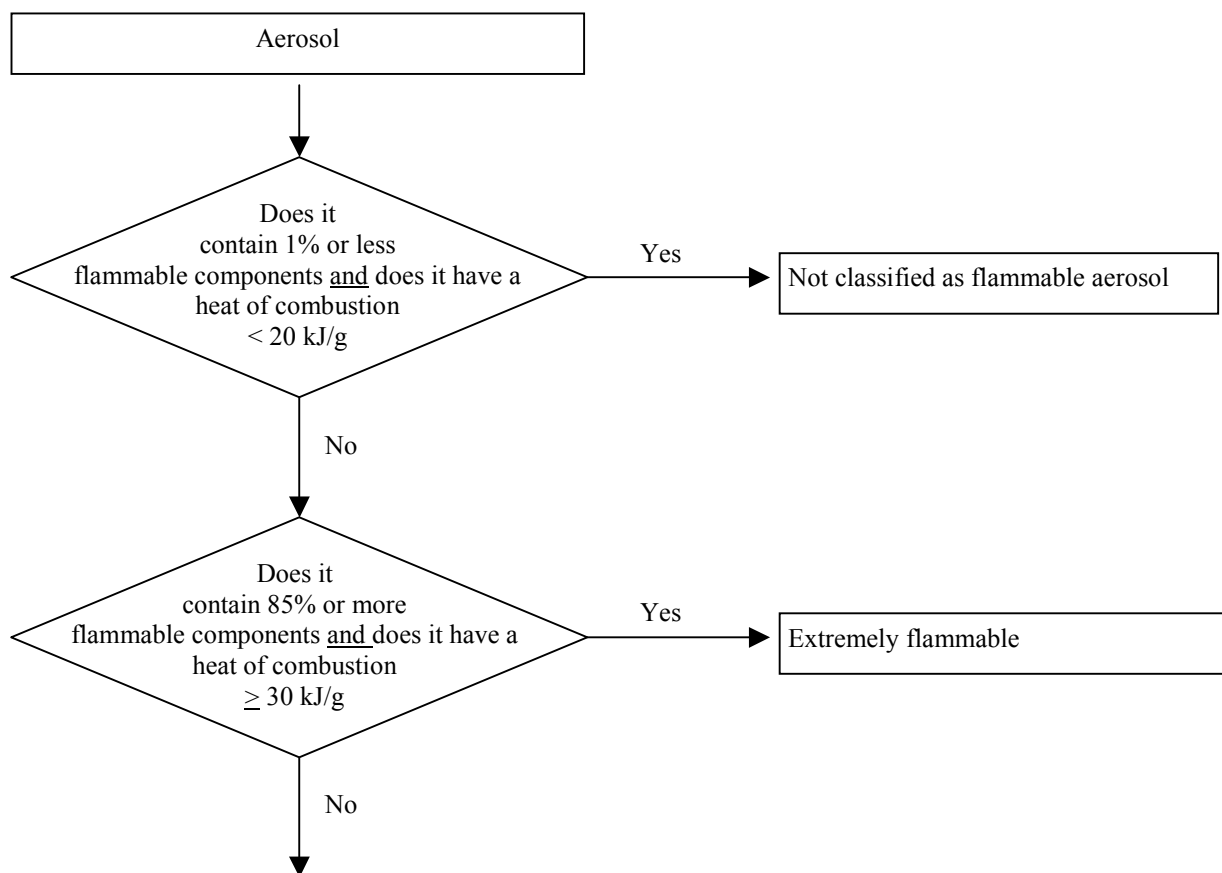 Aerosol
Does it
contain 1% or less
flammable components and does it have a
heat of combustion
< 20 kJ/g
Yes
Not classified as flammable aerosol
No
Does it
contain 85% or more
flammable components and does it have a
heat of combustion
≥ 30 kJ/g
Yes
Extremely flammable
No